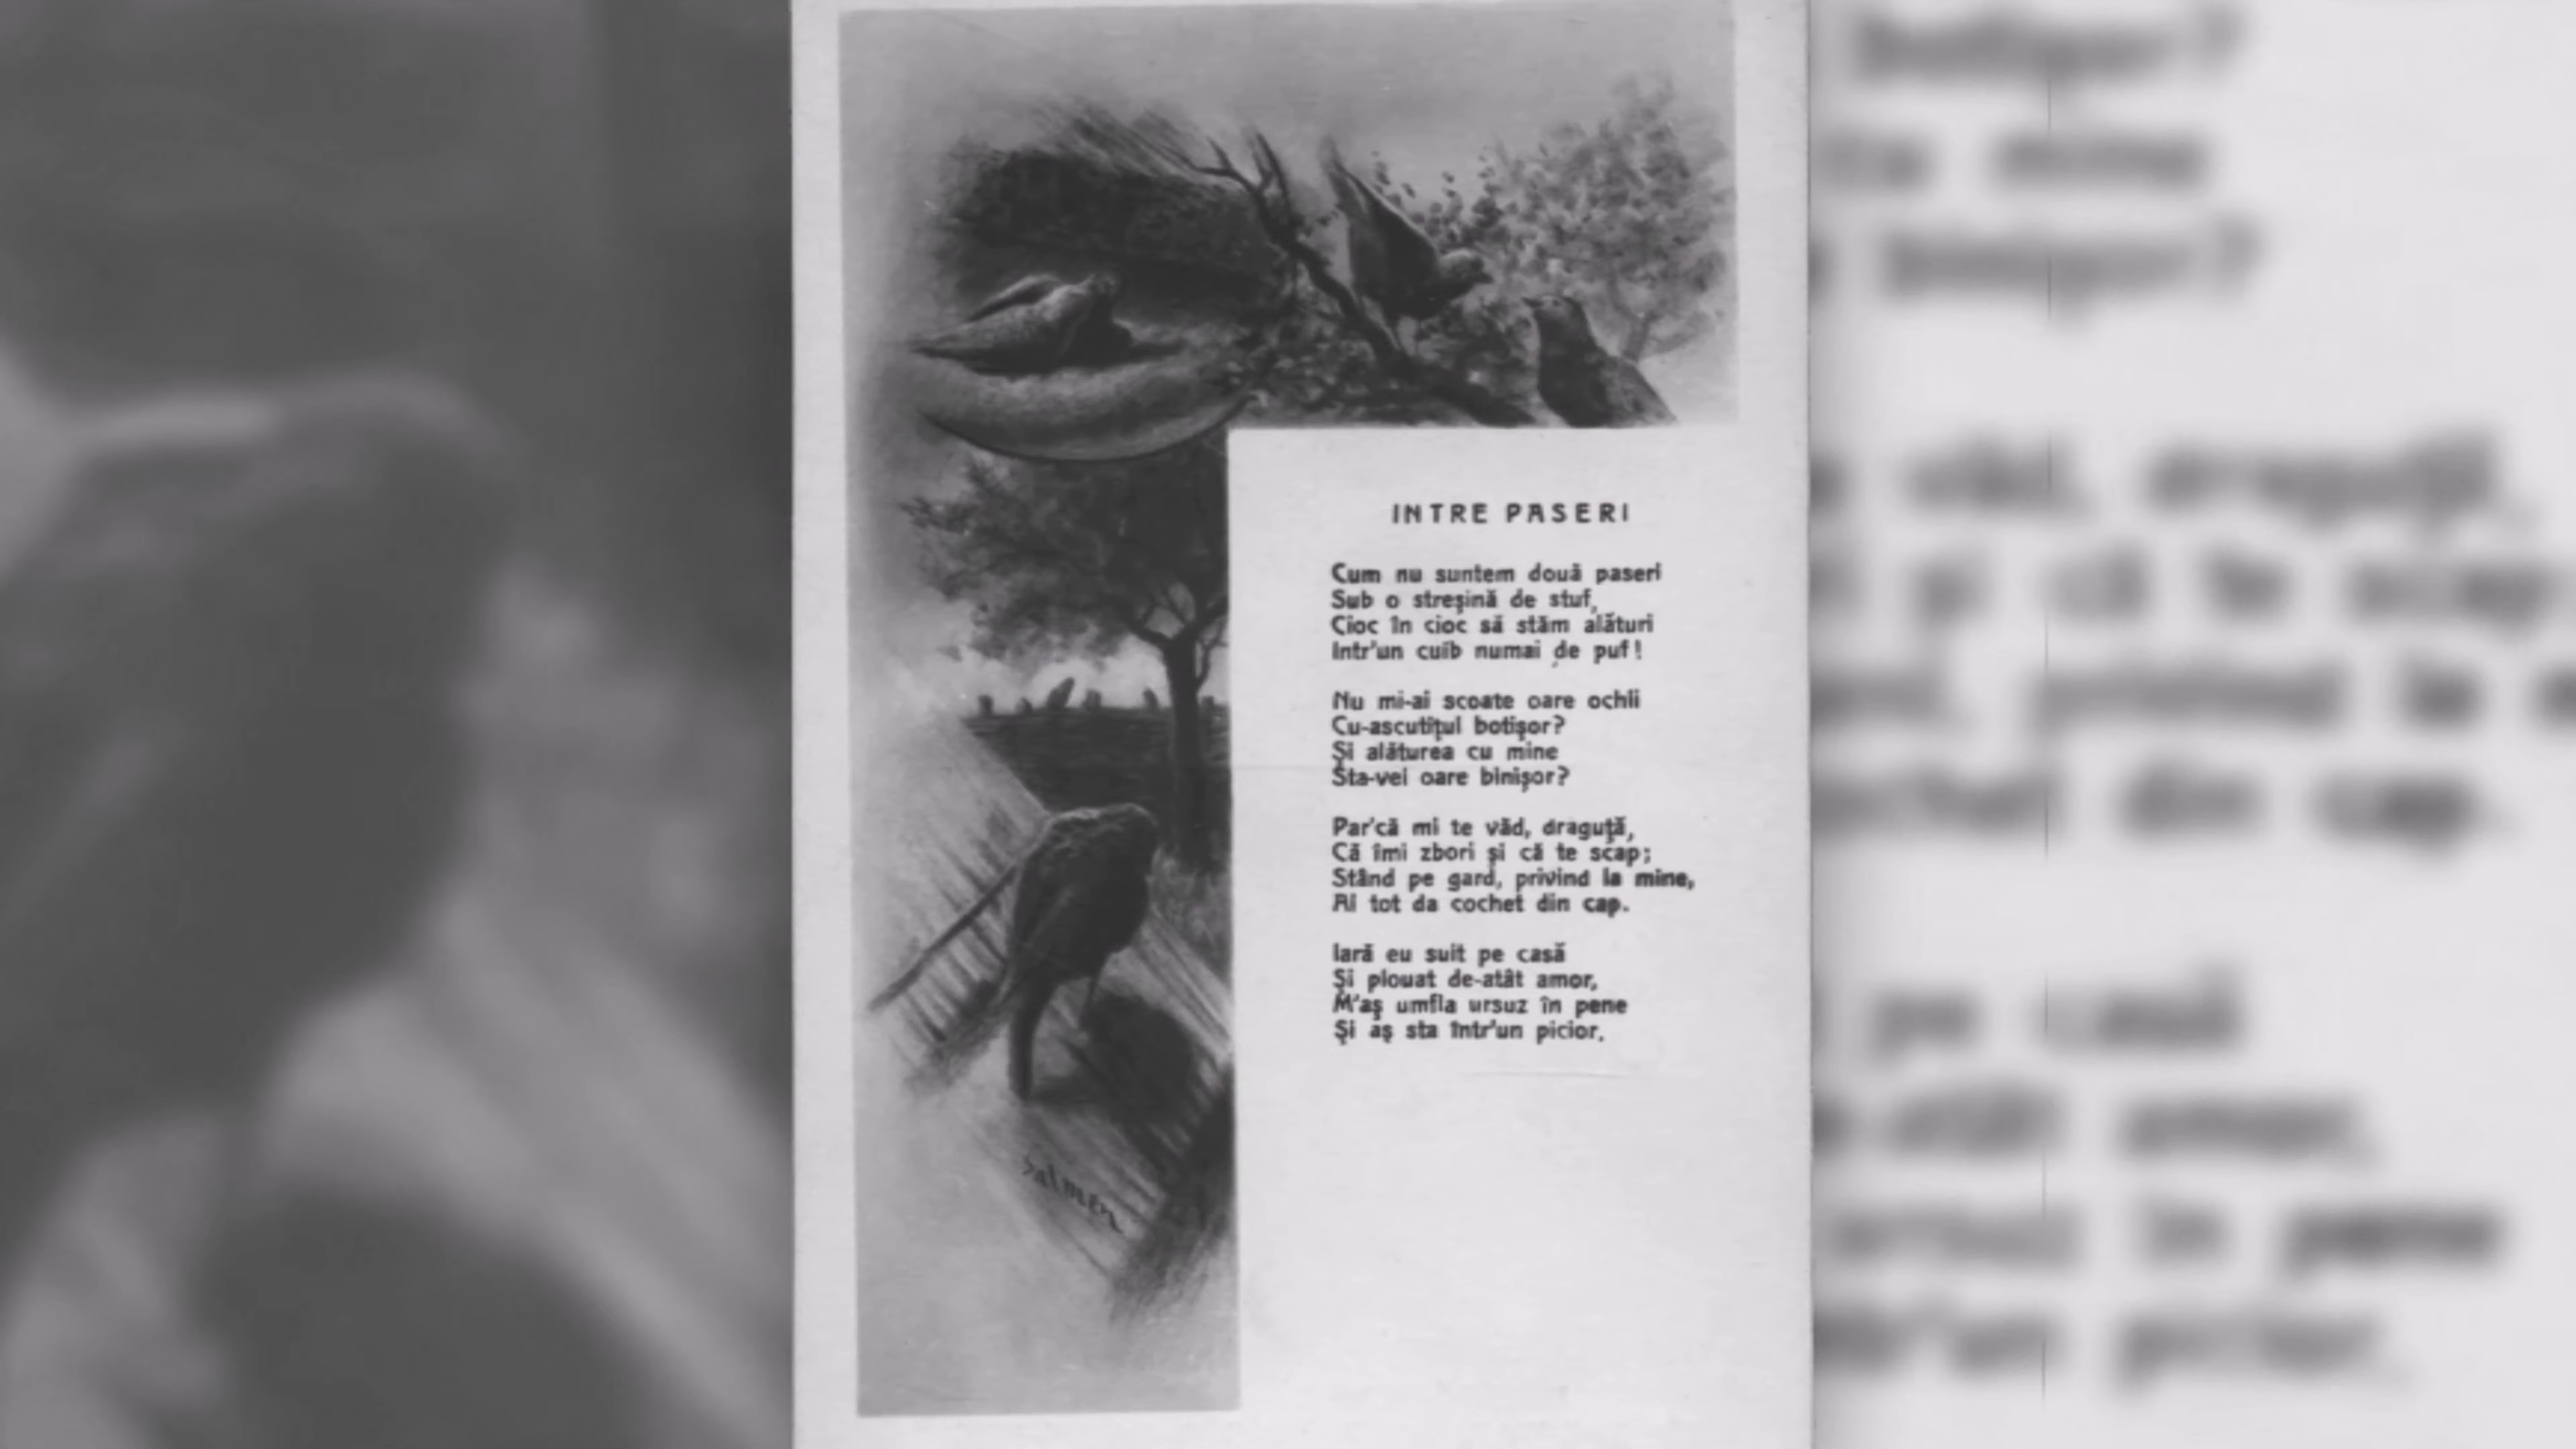 INTRE PASERI
Cum nu suntem două paseri
Sub o streşină de stuf,
Cioc în cioc să stăm alături
Intr'un cuib numai de puf!
Nu mi-ai scoate oare ochii
Cu-ascutiţul botişor?
Şi alăturea cu mine
Sta-vei oare binişor?
Par'că mi te văd, draguţă,
Că îmi zbori şi că te scap;
Stând pe gard, privind la mine,
Ai tot da cochet din cap.
Iară eu suit pe casă
Şi plouat de-atât amor,
M'aş umfla ursuz în pene
Şi aş sta într'un picior.
Salmen